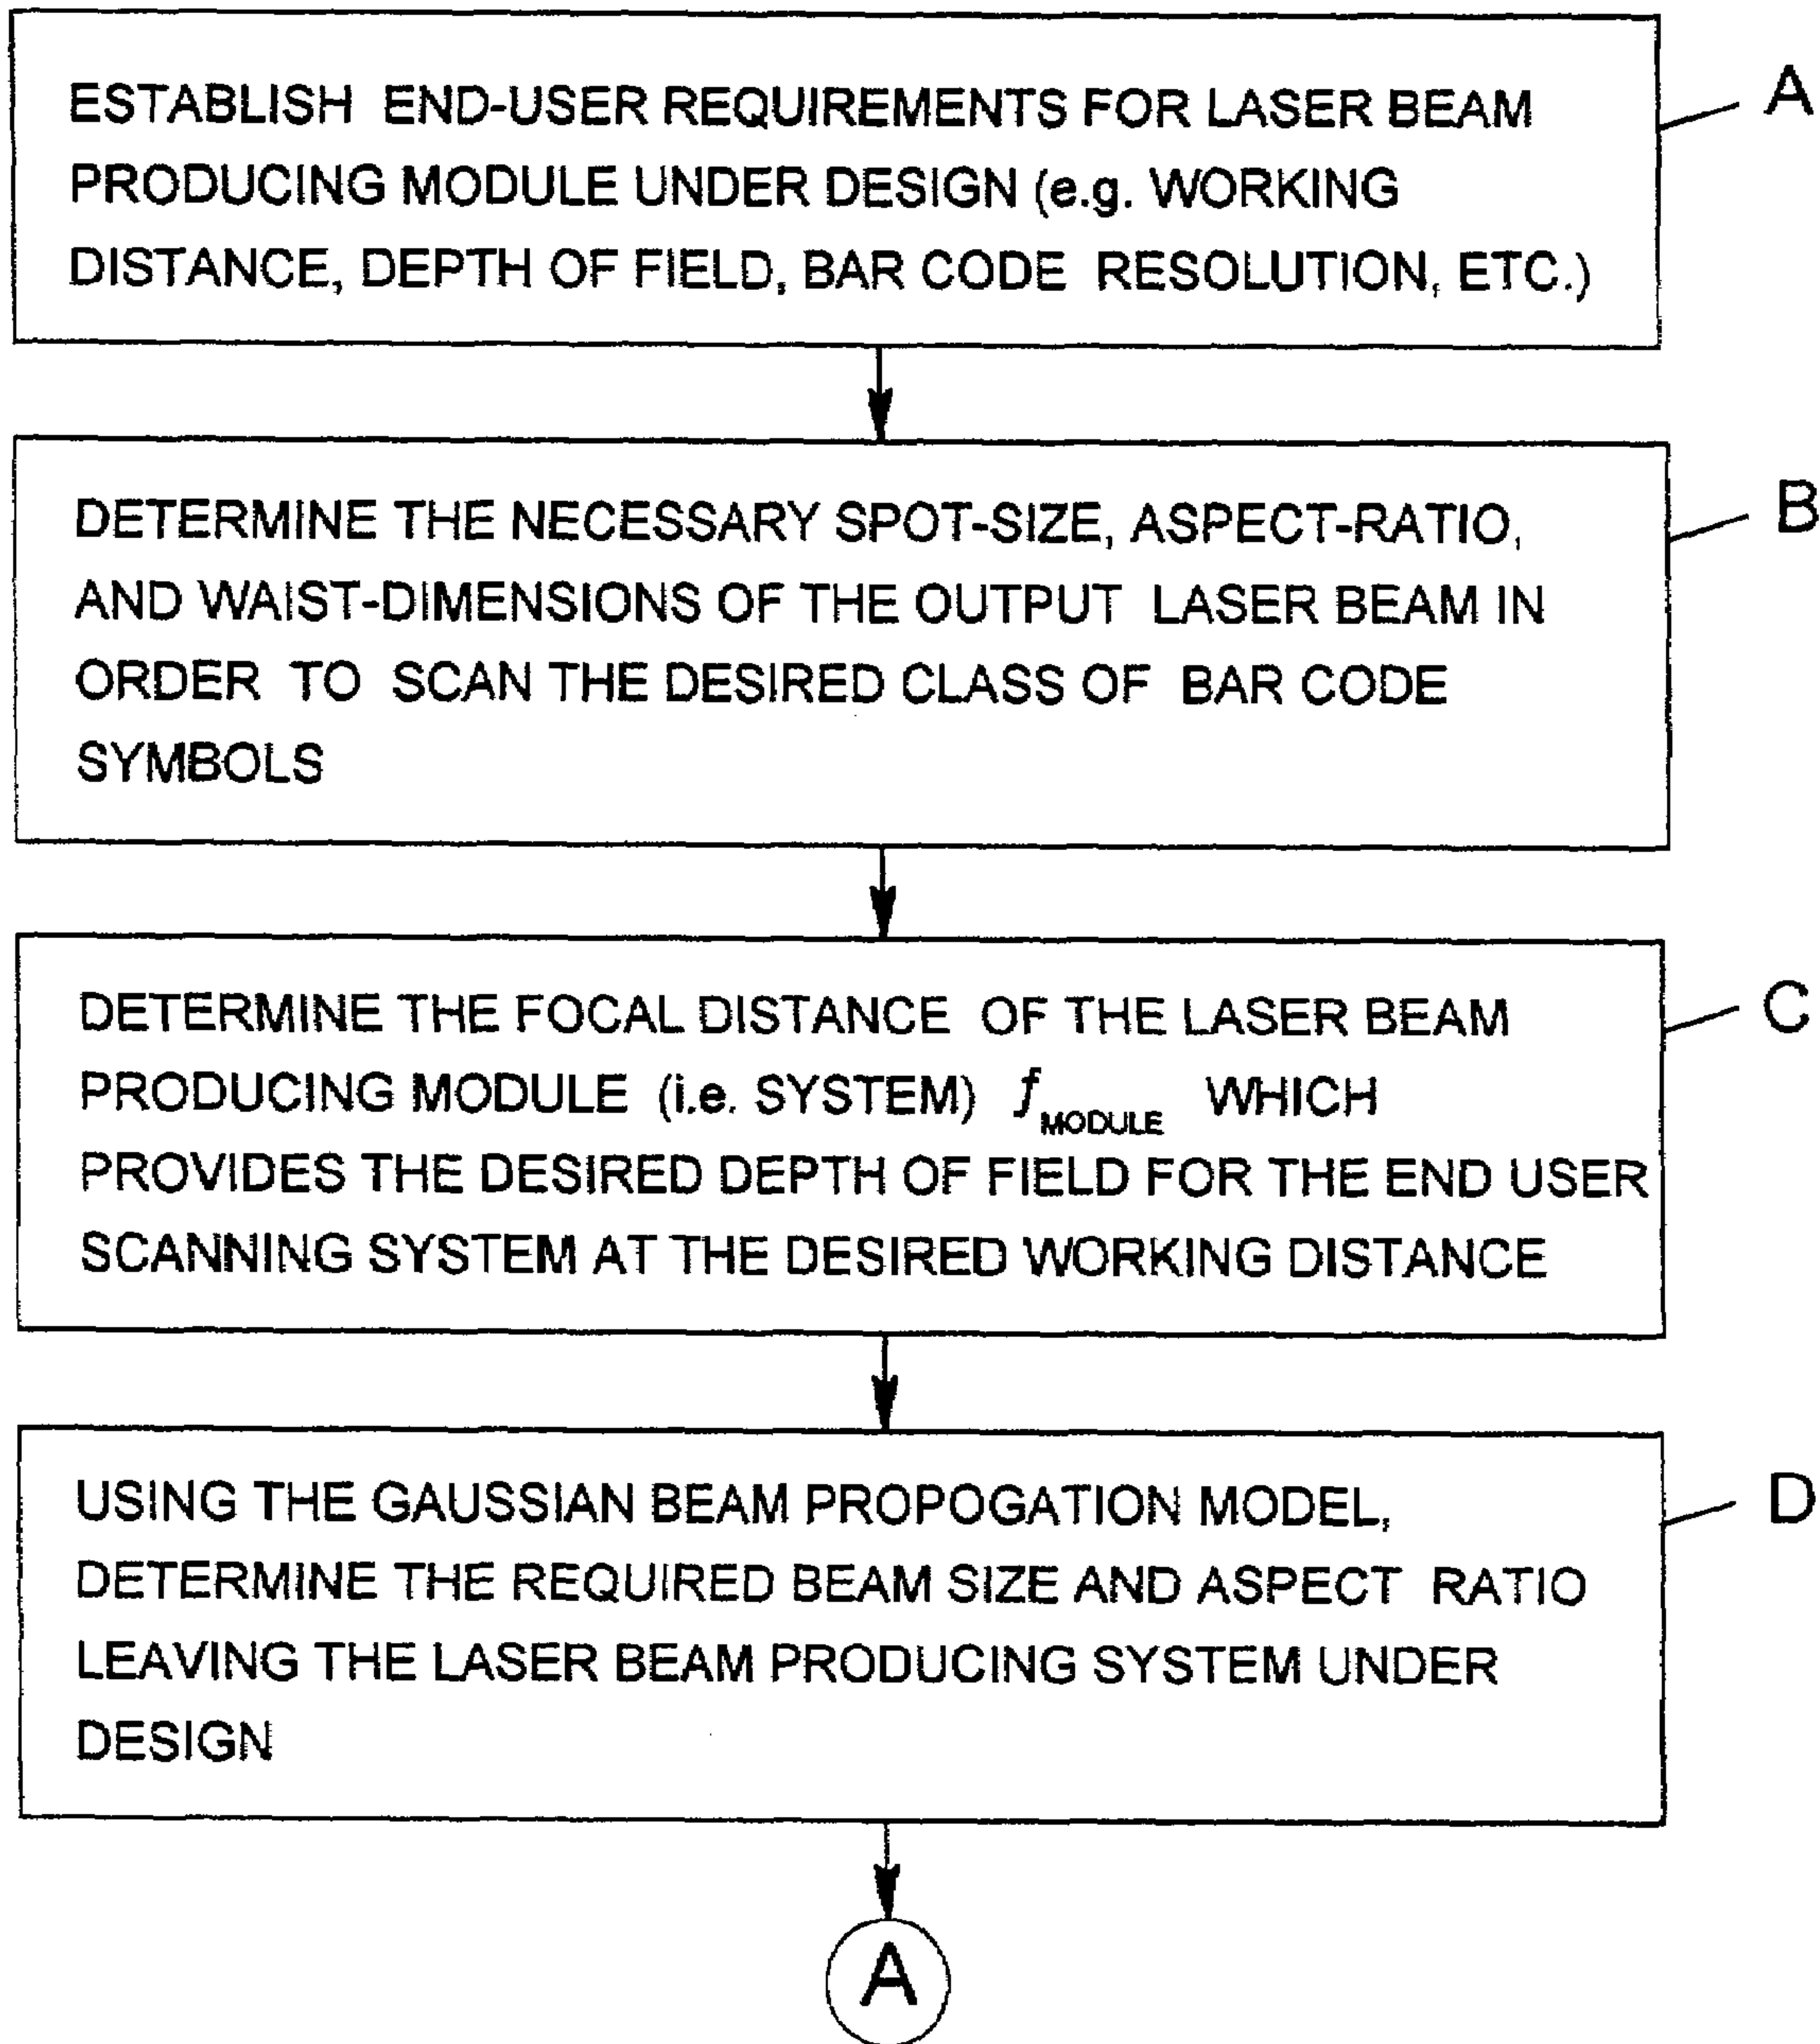 ESTABLISH END-USER REQUIREMENTS FOR LASER BEAM
PRODUCING MODULE UNDER DESIGN (e.g. WORKING
DISTANCE, DEPTH OF FIELD, BAR CODE RESOLUTION, ETC.)
A
DETERMINE THE NECESSARY SPOT-SIZE, ASPECT-RATIO,
AND WAIST-DIMENSIONS OF THE OUTPUT LASER BEAM IN
ORDER TO SCAN THE DESIRED CLASS OF BAR CODE
SYMBOLS
B
DETERMINE THE FOCAL DISTANCE OF THE LASER BEAM
PRODUCING MODULE (i.e. SYSTEM) f MODULE WHICH
PROVIDES THE DESIRED DEPTH OF FIELD FOR THE END USER
SCANNING SYSTEM AT THE DESIRED WORKING DISTANCE
C
USING THE GAUSSIAN BEAM PROPOGATION MODEL,
DETERMINE THE REQUIRED BEAM SIZE AND ASPECT RATIO
LEAVING THE LASER BEAM PRODUCING SYSTEM UNDER
DESIGN
D
A